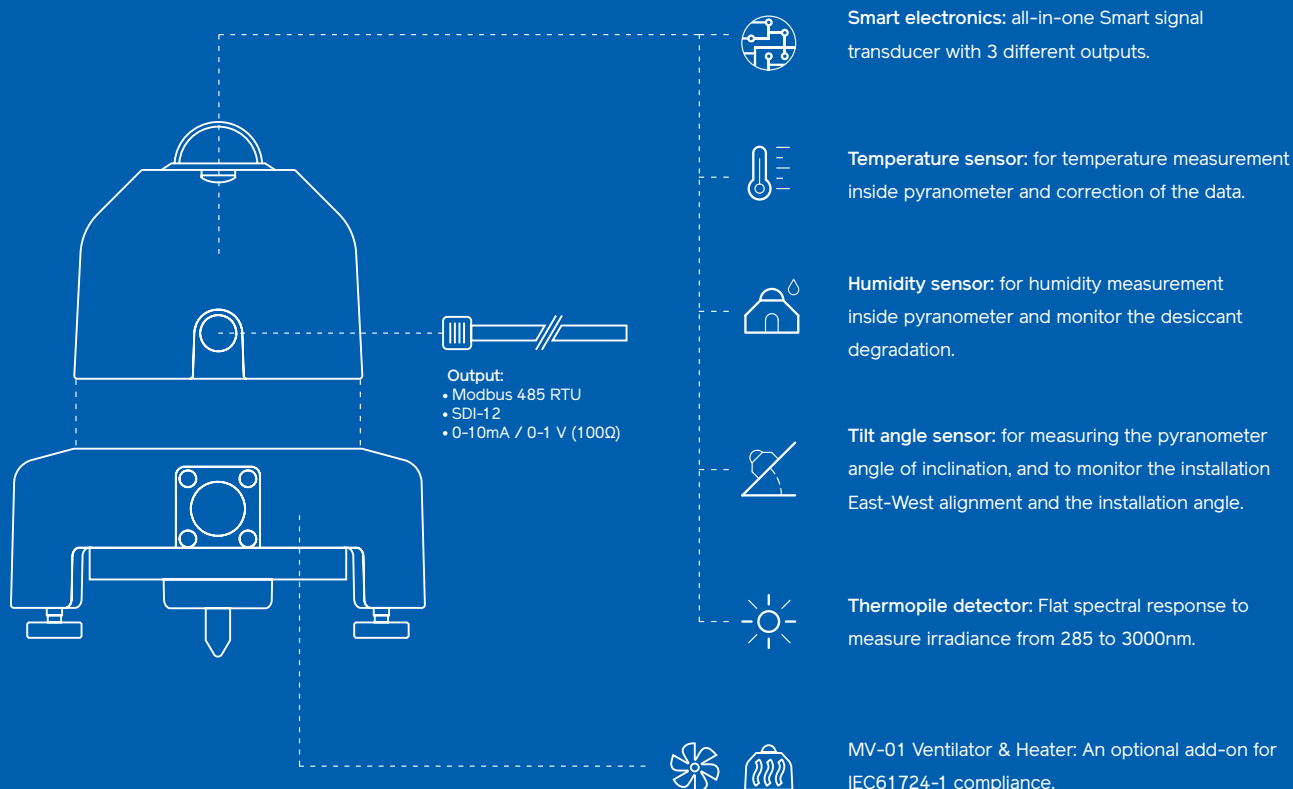 Smart electronics: all-in-one Smart signal
transducer with 3 different outputs.
Temperature sensor: for temperature measurement
inside pyranometer and correction of the data.
Humidity sensor: for humidity measurement
inside pyranometer and monitor the desiccant
degradation.
Output:
• Modbus 485 RTU
• SDI-12
• 0-10mA / 0-1 V (100Ω)
Tilt angle sensor: for measuring the pyranometer
angle of inclination, and to monitor the installation
East-West alignment and the installation angle.
Thermopile detector: Flat spectral response to
measure irradiance from 285 to 3000nm.
MV-01 Ventilator & Heater: An optional add-on for
IEC61724-1 compliance.